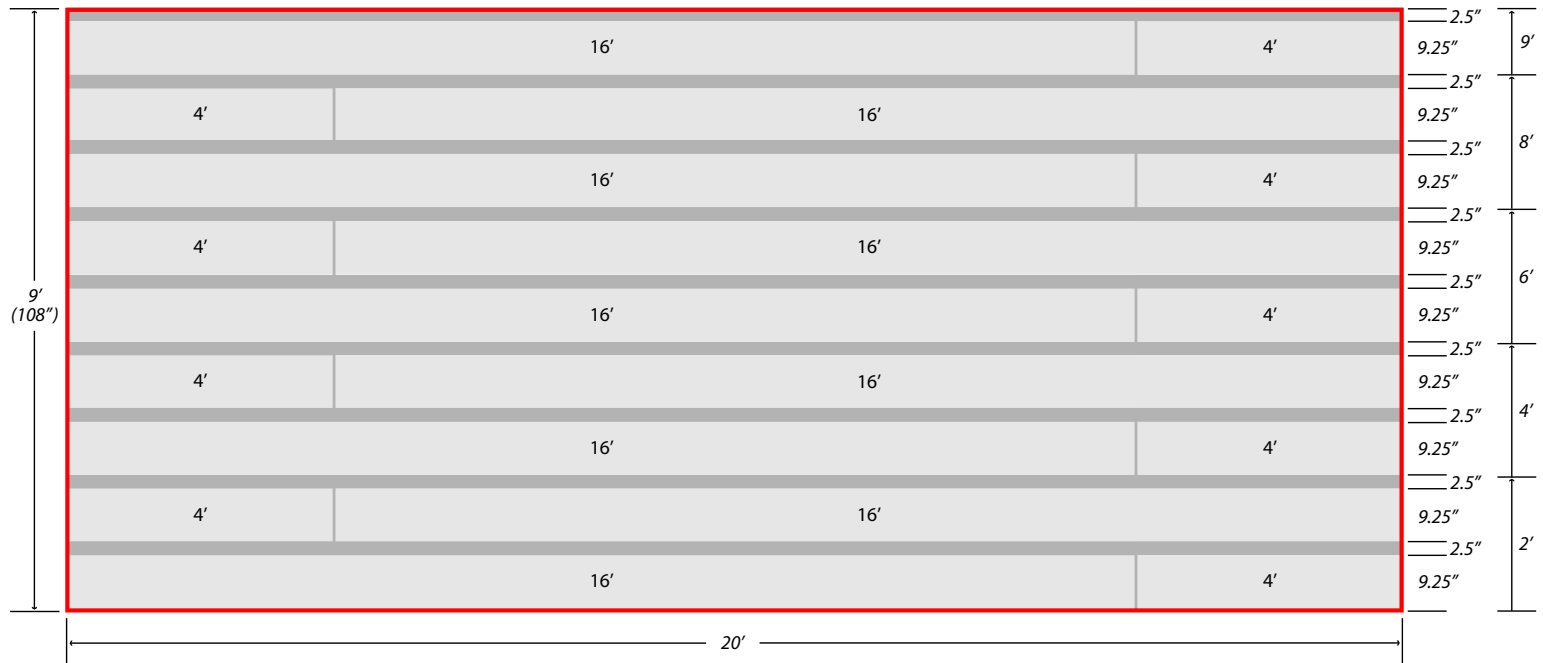 2.5”
16’ 4’ 9.25” 9’
2.5”
4’ 16’ 9.25”
2.5” 8’
16’ 4’ 9.25”
2.5”
4’ 16’ 9.25”
2.5” 6’
9’
(108”) 16’ 4’ 9.25”
2.5”
4’ 16’ 9.25”
2.5” 4’
16’ 4’ 9.25”
2.5”
4’ 16’ 9.25”
2.5” 2’
16’ 4’ 9.25”
20’